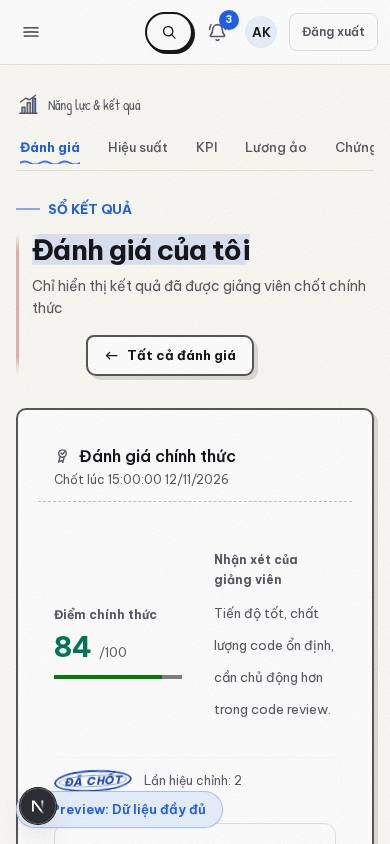 3
AK
Đăng xuất
Năng lực & kết quả
Đánh giá
Hiệu suất
KPI
Lương ảo
Chứng
SỔ KẾT QUẢ
Đánh giá của tôi
Chỉ hiển thị kết quả đã được giảng viên chốt chính
thức
← Tất cả đánh giá
Đánh giá chính thức
Chốt lúc 15:00:00 12/11/2026
Điểm chính thức
84 /100
Nhận xét của
giảng viên
Tiến độ tốt, chất
lượng code ổn định,
cần chủ động hơn
trong code review.
ĐÃ CHỐT
Lần hiệu chỉnh: 2
N
Preview: Dữ liệu đầy đủ